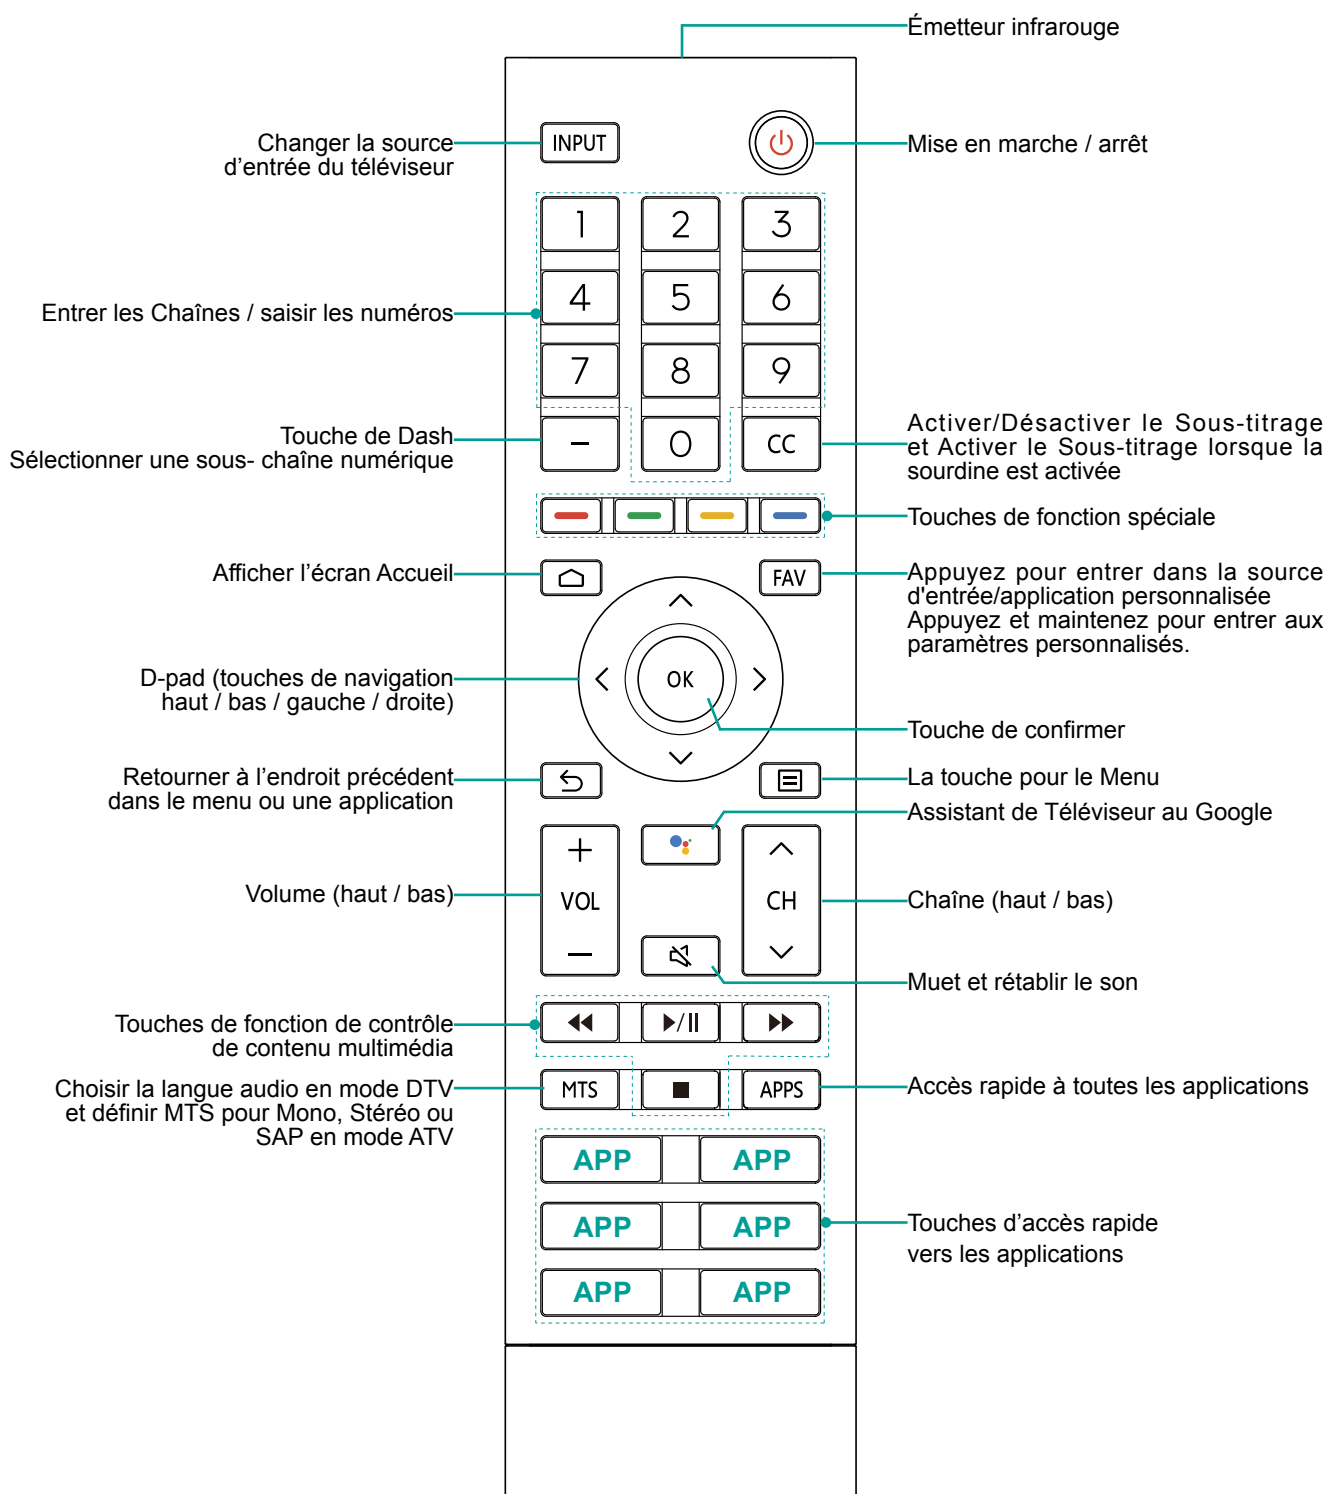 Émetteur infrarouge
Changer la source
d’entrée du téléviseur
INPUT
Mise en marche / arrêt
1 2 3
4 5 6
Entrer les Chaînes / saisir les numéros
7 8 9
Touche de Dash
Sélectionner une sous- chaîne numérique
– 0 CC
Activer/Désactiver le Sous-titrage
et Activer le Sous-titrage lorsque la
sourdine est activée
Touches de fonction spéciale
Afficher l’écran Accueil
FAV
Appuyez pour entrer dans la source
d'entrée/application personnalisée
Appuyez et maintenez pour entrer aux
paramètres personnalisés.
D-pad (touches de navigation
haut / bas / gauche / droite)
OK
Touche de confirmer
Retourner à l’endroit précédent
dans le menu ou une application
La touche pour le Menu
Assistant de Téléviseur au Google
+
Volume (haut / bas)
VOL
–
CH
Chaîne (haut / bas)
Muet et rétablir le son
Touches de fonction de contrôle
de contenu multimédia
Choisir la langue audio en mode DTV
et définir MTS pour Mono, Stéréo ou
SAP en mode ATV
MTS
APPS
Accès rapide à toutes les applications
APP APP
APP APP
APP APP
Touches d’accès rapide
vers les applications